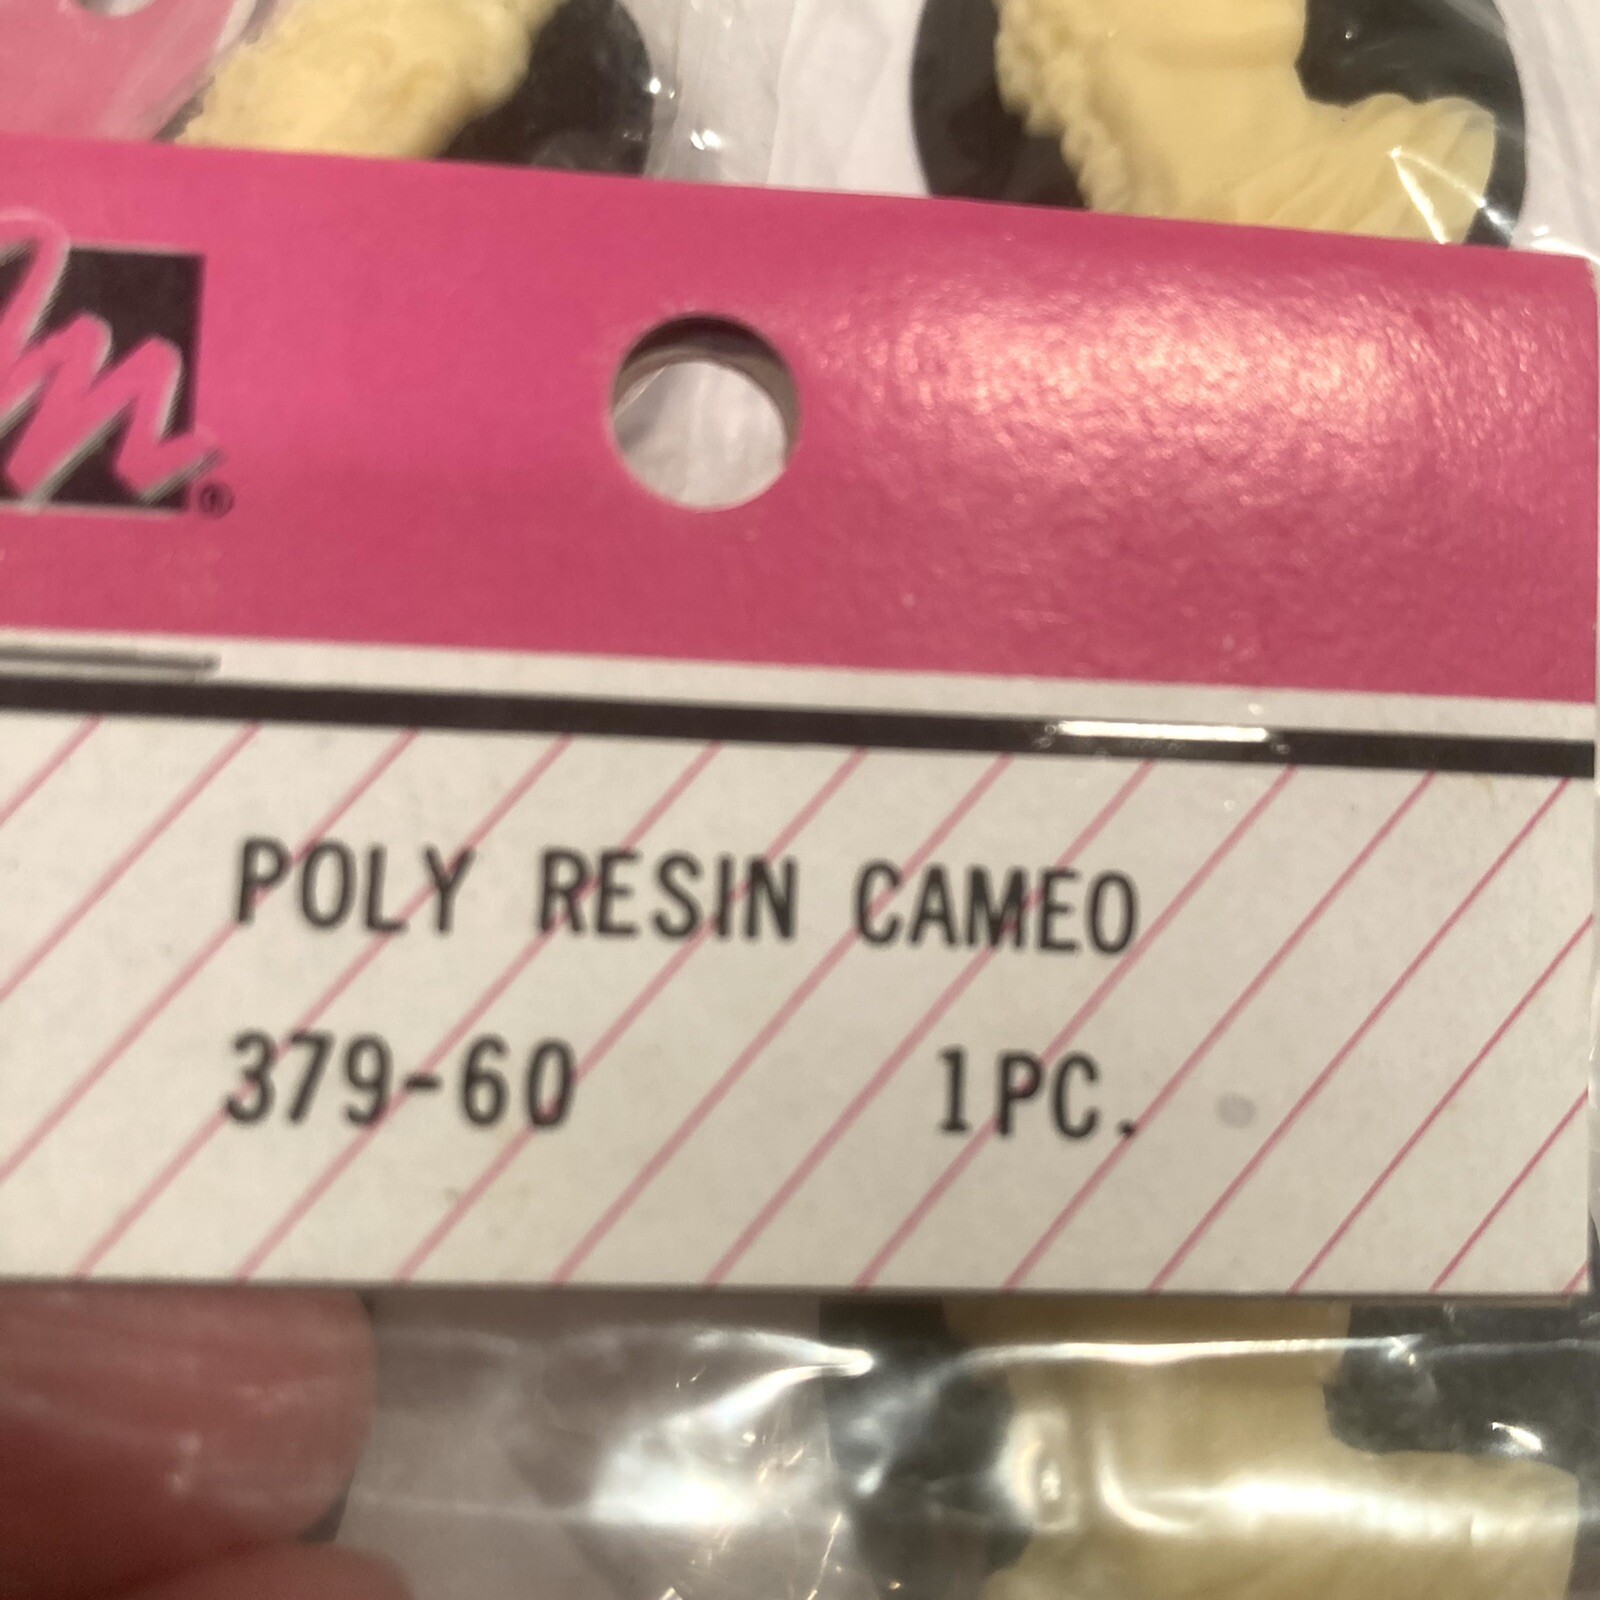 ®
POLY RESIN CAMEO
379-60 1PC.